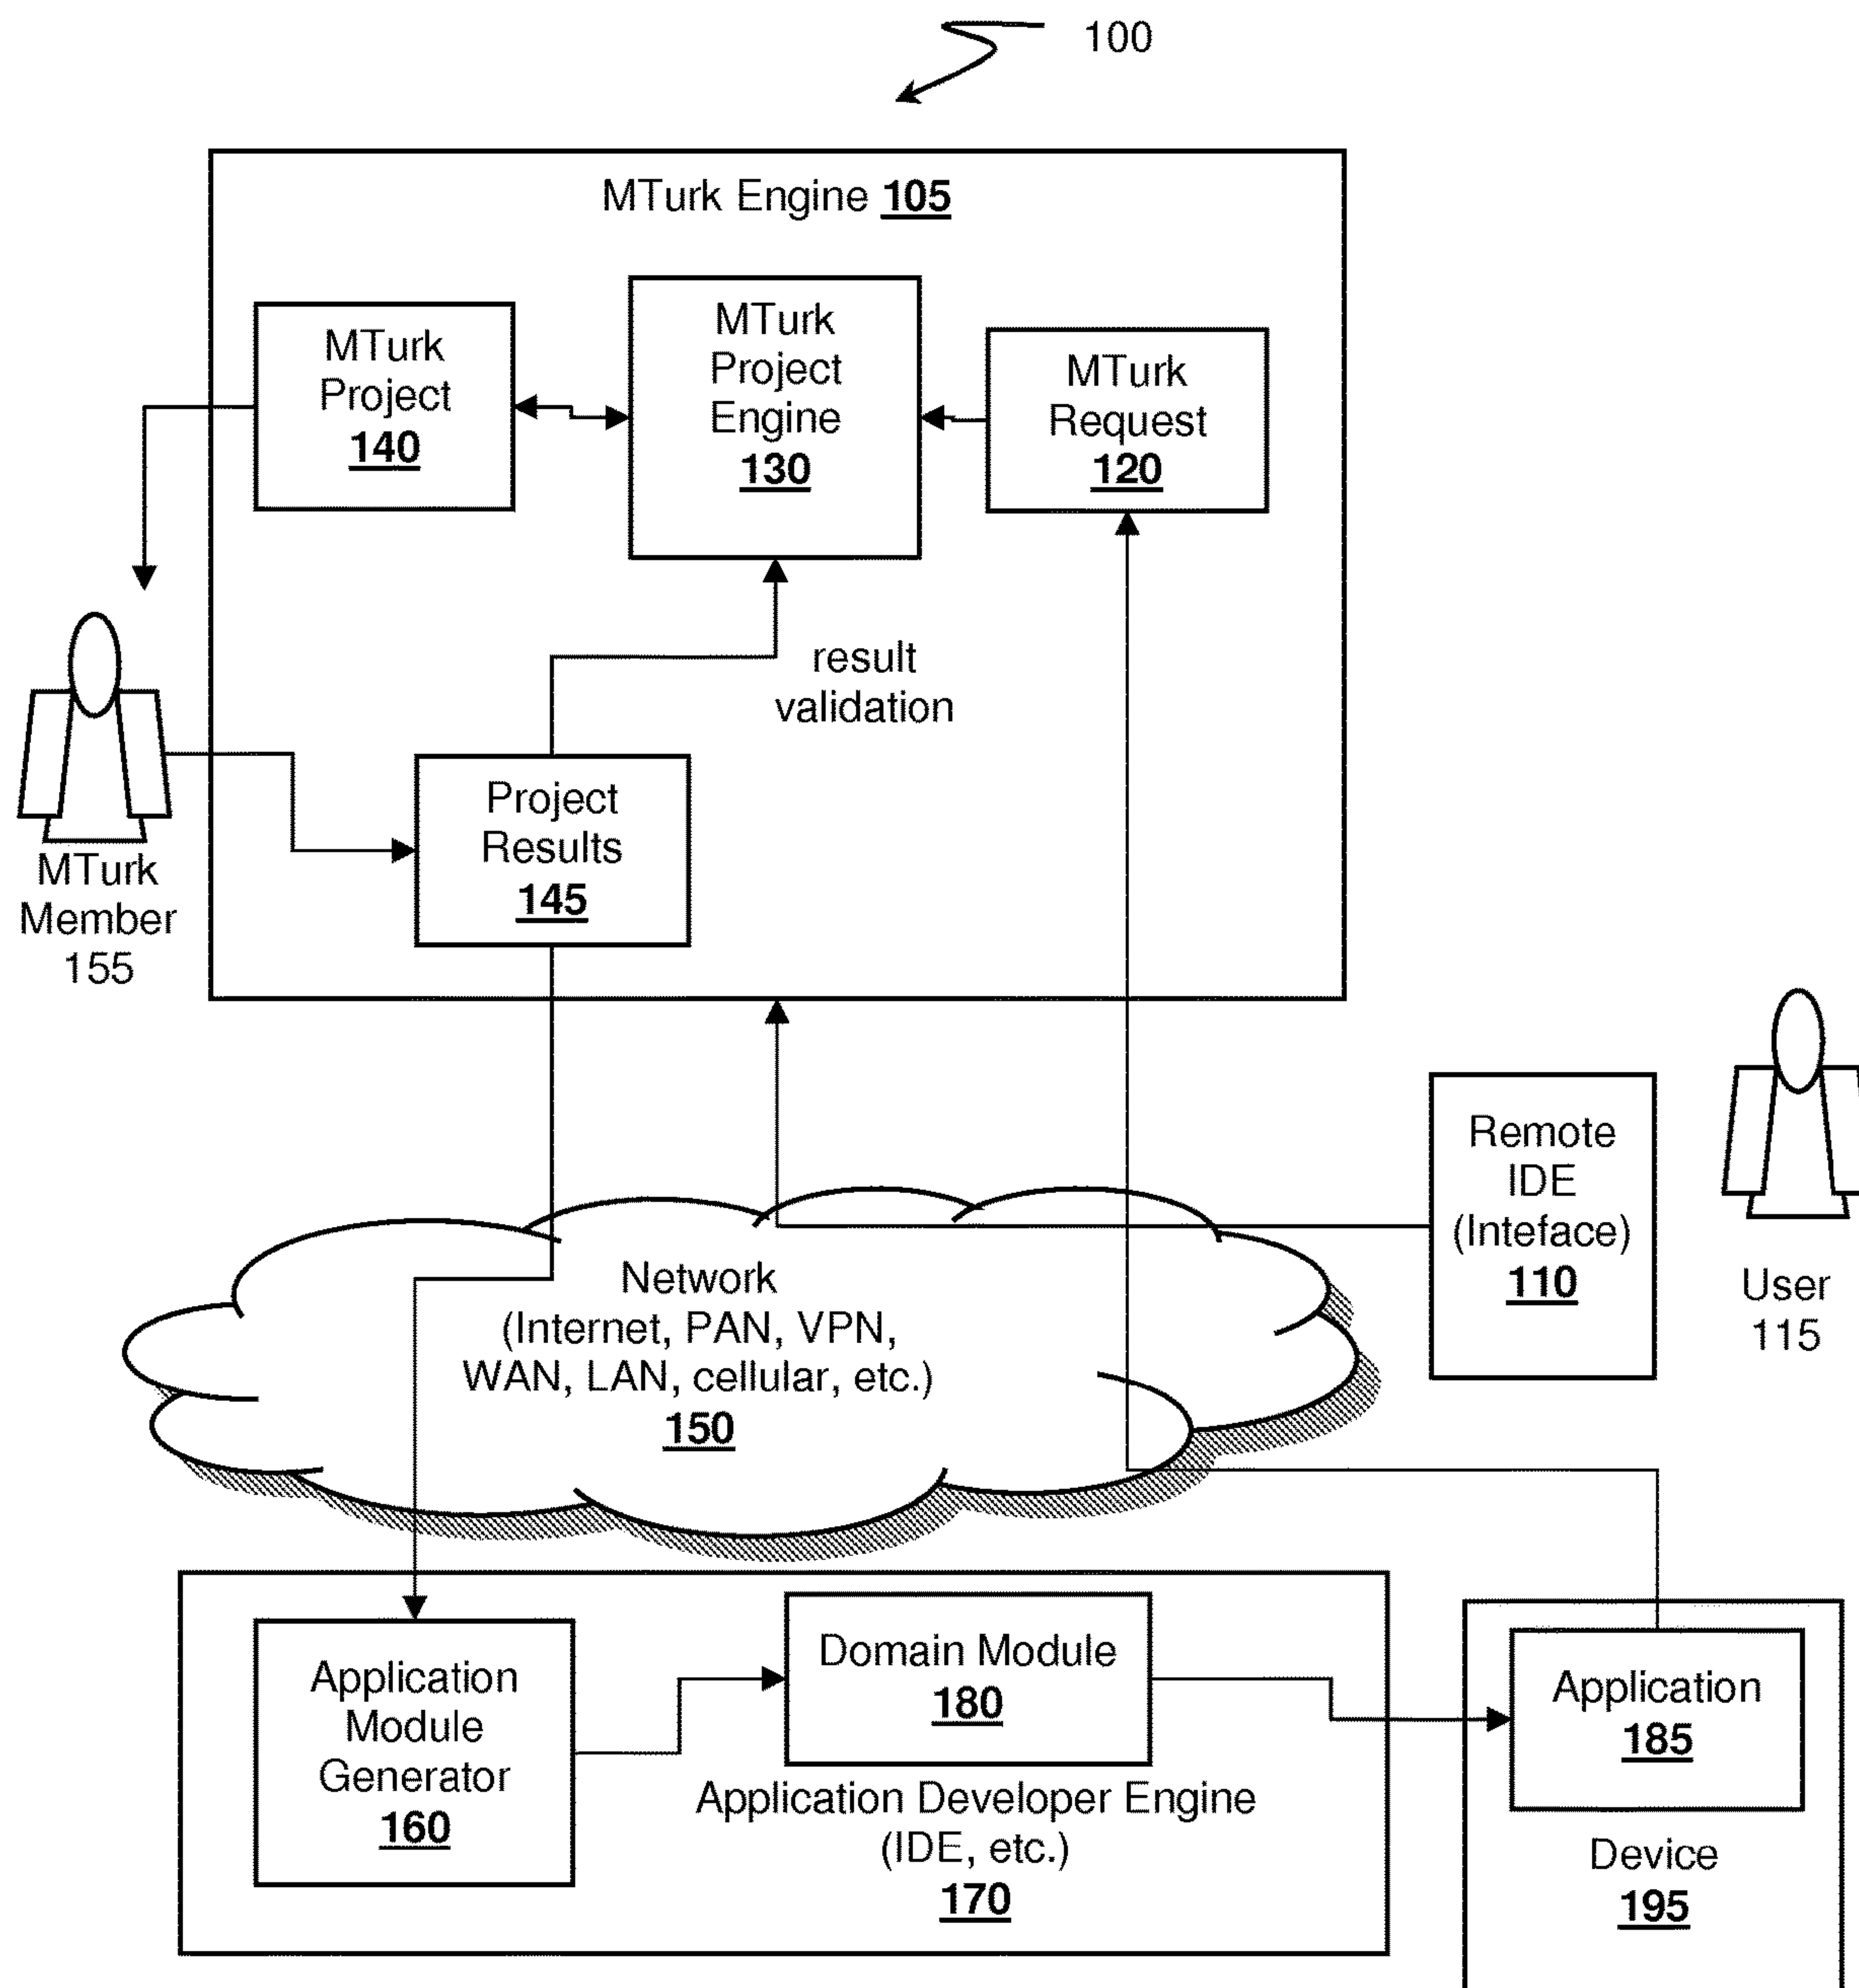 100
MTurk Engine 105
MTurk
Project
140
MTurk
Project
Engine
130
MTurk
Request
120
result
validation
Project
Results
145
MTurk
Member
155
Remote
IDE
(Inteface)
110
User
115
Network
(Internet, PAN, VPN,
WAN, LAN, cellular, etc.)
150
Application
Module
Generator
160
Domain Module
180
Application Developer Engine
(IDE, etc.)
170
Application
185
Device
195